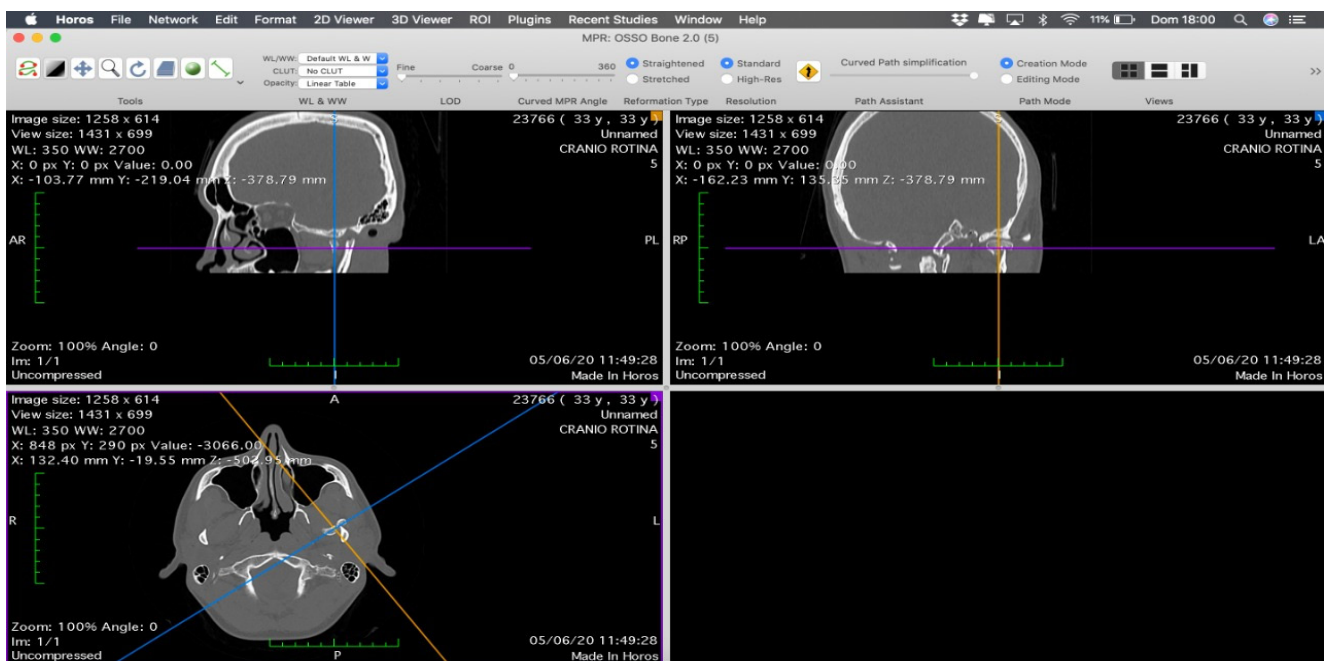 Horos File Network Edit Format 2D Viewer 3D Viewer ROI Plugins Recent Studies Window Help 11% Dom 18:00
MPR: OSSO Bone 2.0 (5)
WL/WW: Default WL & W
CLUT: No CLUT
Opacity: Linear Table
Fine Coarse
0 360
Straightened
Stretched
Standard
High-Res
Curved Path simplification
Creation Mode
Editing Mode
Tools WL & WW LOD Curved MPR Angle Reformation Type Resolution Path Assistant Path Mode Views
Image size: 1258 x 614
View size: 1431 x 699
WL: 350 WW: 2700
X: 0 px Y: 0 px Value: 0.00
X: -103.77 mm Y: -219.04 mm Z: -378.79 mm
S
23766 ( 33 y , 33 y )
Unnamed
CRANIO ROTINA
5
AR
PL
Zoom: 100% Angle: 0
Im: 1/1
Uncompressed
I
05/06/20 11:49:28
Made In Horos
Image size: 1258 x 614
View size: 1431 x 699
WL: 350 WW: 2700
X: 0 px Y: 0 px Value: 0.00
X: -162.23 mm Y: 135.35 mm Z: -378.79 mm
S
23766 ( 33 y , 33 y )
Unnamed
CRANIO ROTINA
5
RP
LA
Zoom: 100% Angle: 0
Im: 1/1
Uncompressed
I
05/06/20 11:49:28
Made In Horos
Image size: 1258 x 614
View size: 1431 x 699
WL: 350 WW: 2700
X: 848 px Y: 290 px Value: -3066.00
X: 132.40 mm Y: -19.55 mm Z: mm
A
23766 ( 33 y , 33 y )
Unnamed
CRANIO ROTINA
5
R
L
Zoom: 100% Angle: 0
Im: 1/1
Uncompressed
P
05/06/20 11:49:28
Made In Horos